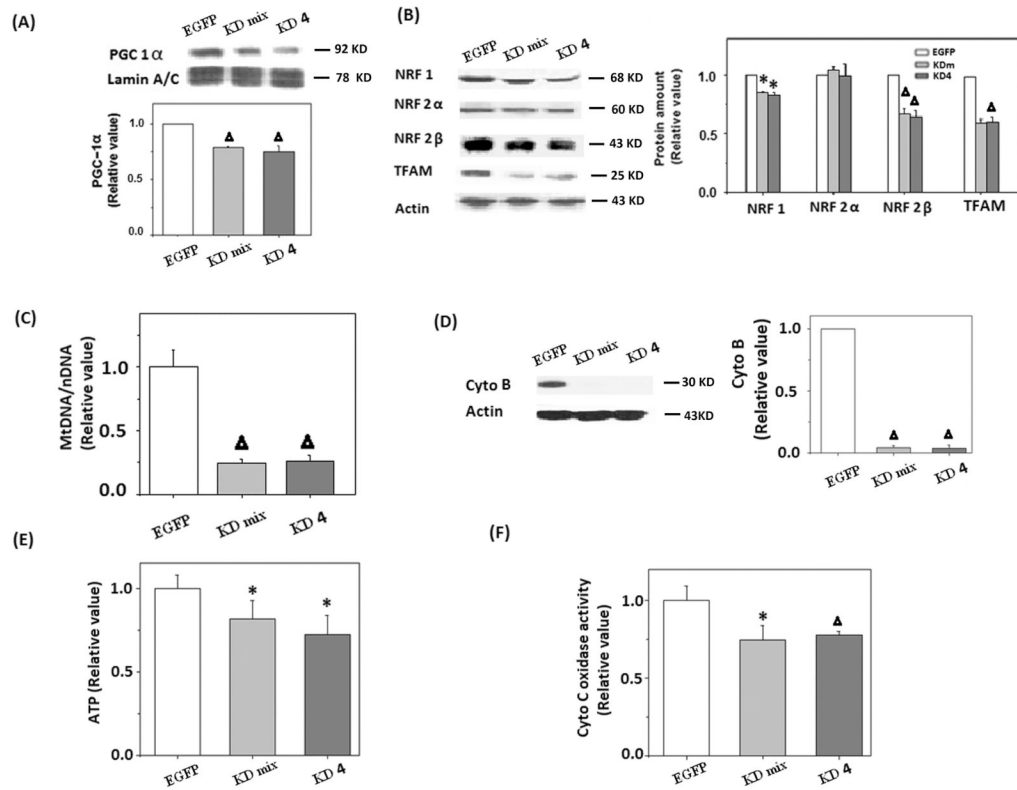 (A)
EGFP KD mix KD 4
PGC 1 α 92 KD
Lamin A/C 78 KD
PGC-1α
(Relative value)
1.0
0.5
0.0
EGFP KD mix KD 4
(B)
EGFP KD mix KD 4
NRF 1 68 KD
NRF 2α 60 KD
NRF 2β 43 KD
TFAM 25 KD
Actin 43 KD
Protein amount
(Relative value)
1.0
0.5
0.0
EGFP
KDm
KD4
* *
Δ Δ
Δ
NRF 1 NRF 2α NRF 2β TFAM
(C)
MtDNA/nDNA
(Relative value)
1.0
0.5
0.0
EGFP KD mix KD 4
(D)
EGFP KD mix KD 4
Cyto B 30 KD
Actin 43KD
Cyto B
(Relative value)
1.0
0.5
0.0
Δ Δ
EGFP KD mix KD 4
(E)
ATP (Relative value)
1.0
0.5
0.0
* *
EGFP KD mix KD 4
(F)
Cyto C oxidase activity
(Relative value)
1.0
0.5
0.0
* Δ
EGFP KD mix KD 4